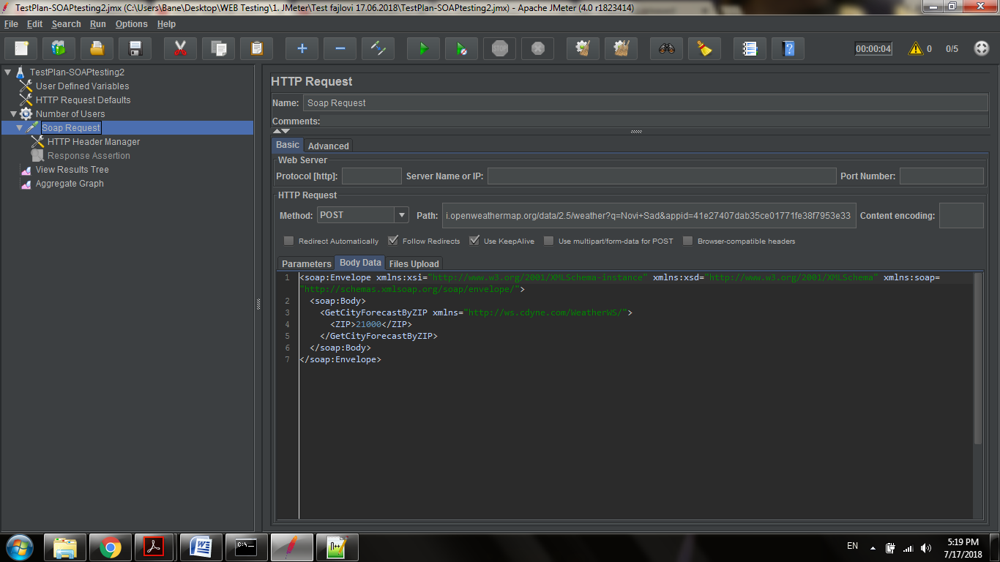 TestPlan-SOAPtesting2.jmx (C:\Users\Bane\Desktop\WEB Testing\1. JMeter\Test fajlovi 17.06.2018\TestPlan-SOAPtesting2.jmx) - Apache JMeter (4.0 r1823414)
File Edit Search Run Options Help
STOP 00:00:04 0 0/5
TestPlan-SOAPtesting2
User Defined Variables
HTTP Request Defaults
Number of Users
Soap Request
HTTP Header Manager
Response Assertion
View Results Tree
Aggregate Graph
HTTP Request
Name: Soap Request
Comments:
Basic Advanced
Web Server
Protocol [http]: Server Name or IP: Port Number:
HTTP Request
Method: POST Path: i.openweathermap.org/data/2.5/weather?q=Novi+Sad&appid=41e27407dab35ce01771fe38f7953e33 Content encoding:
Redirect Automatically Follow Redirects Use KeepAlive Use multipart/form-data for POST Browser-compatible headers
Parameters Body Data Files Upload
1 <soap:Envelope xmlns:xsi="http://www.w3.org/2001/XMLSchema-instance" xmlns:xsd="http://www.w3.org/2001/XMLSchema" xmlns:soap=
"http://schemas.xmlsoap.org/soap/envelope/">
2 <soap:Body>
3 <GetCityForecastByZIP xmlns="http://ws.cdyne.com/WeatherWS/">
4 <ZIP>21000</ZIP>
5 </GetCityForecastByZIP>
6 </soap:Body>
7 </soap:Envelope>
EN 5:19 PM
7/17/2018